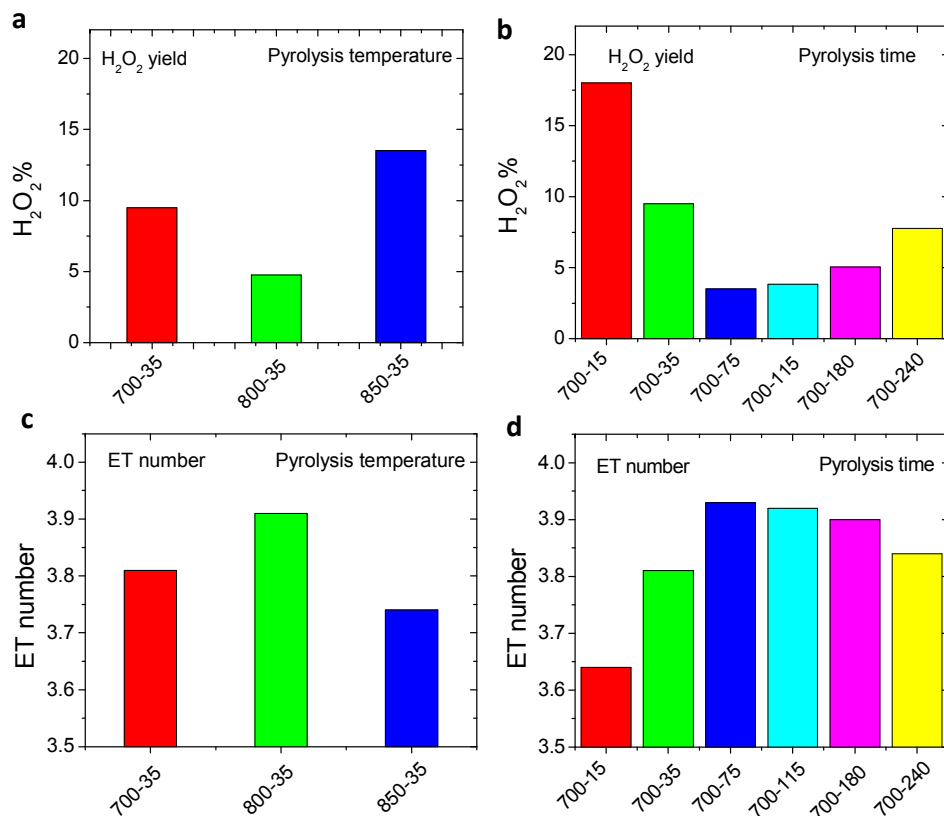 a
H₂O₂ yield Pyrolysis temperature
20
15
10
5
0
H₂O₂%
700-35 800-35 850-35
b
H₂O₂ yield Pyrolysis time
20
15
10
5
0
H₂O₂%
700-15 700-35 700-75 700-115 700-180 700-240
c
ET number Pyrolysis temperature
4.0
3.9
3.8
3.7
3.6
3.5
ET number
700-35 800-35 850-35
d
ET number Pyrolysis time
4.0
3.9
3.8
3.7
3.6
3.5
ET number
700-15 700-35 700-75 700-115 700-180 700-240